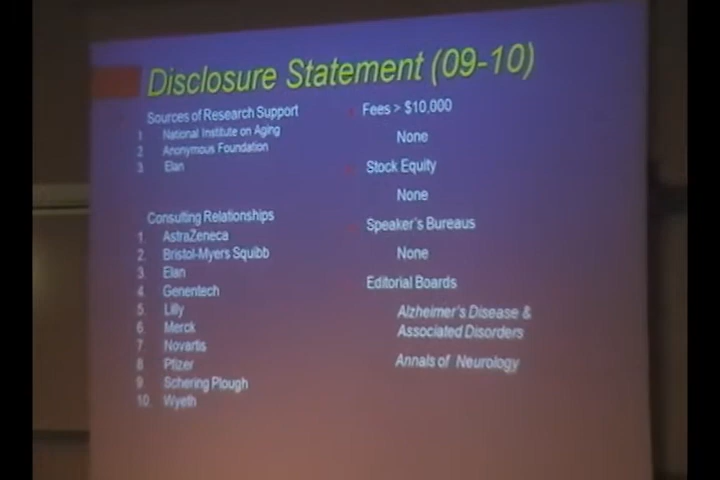 Disclosure Statement (09-10)
Sources of Research Support
1. National Institute on Aging
2. Anonymous Foundation
3. Elan
Consulting Relationships
1. AstraZeneca
2. Bristol-Myers Squibb
3. Elan
4. Genentech
5. Lilly
6. Merck
7. Novartis
8. Pfizer
9. Schering Plough
10. Wyeth
Fees > $10,000
None
Stock Equity
None
Speaker's Bureaus
None
Editorial Boards
Alzheimer's Disease &
Associated Disorders
Annals of Neurology